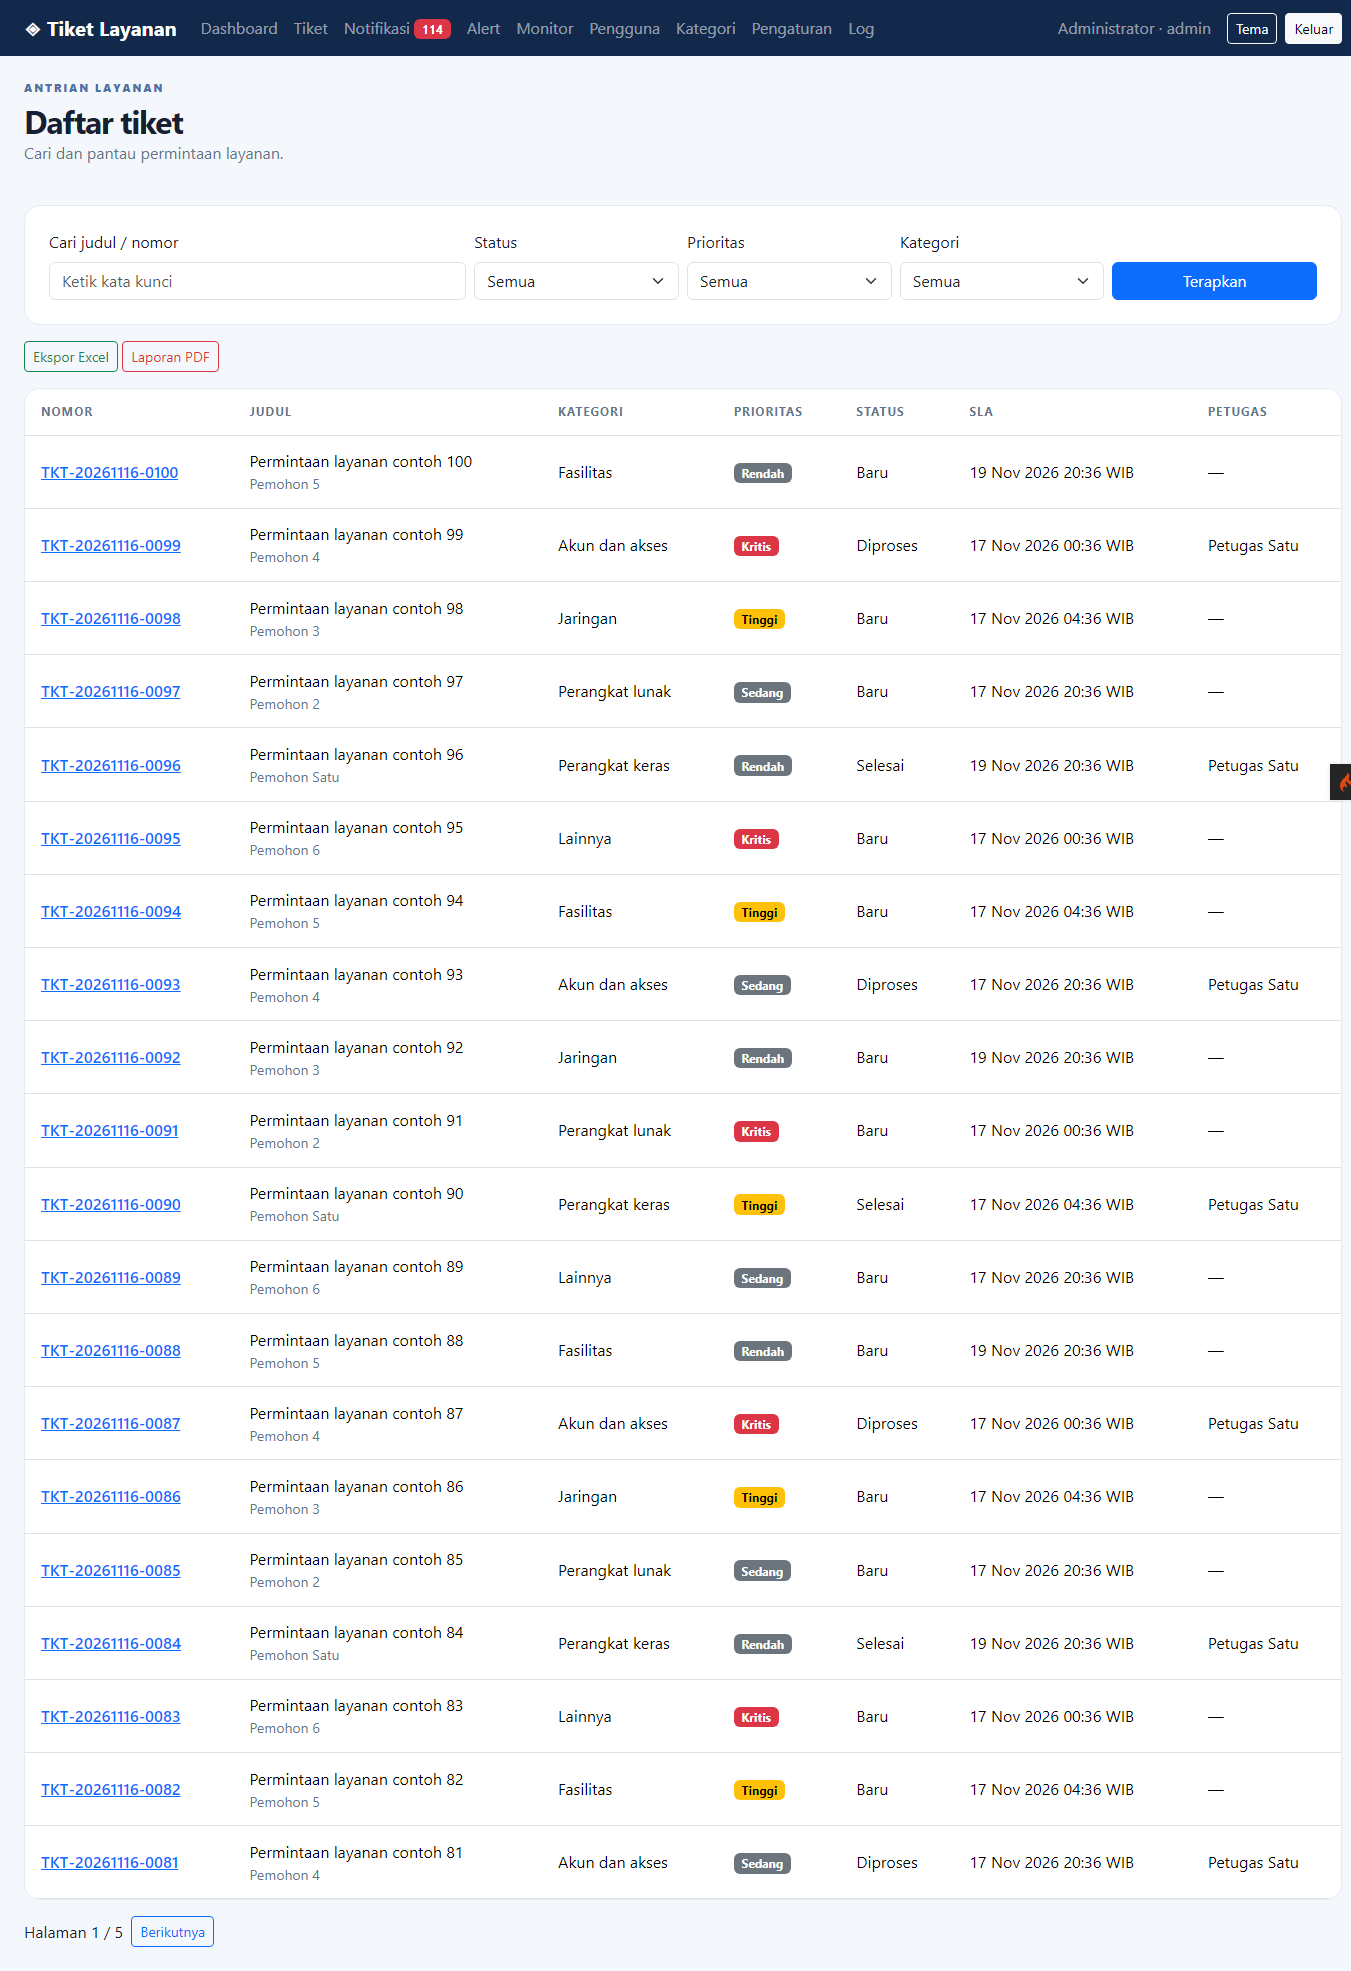 Tiket Layanan Dashboard Tiket Notifikasi 114 Alert Monitor Pengguna Kategori Pengaturan Log Administrator · admin Tema Keluar
ANTRIAN LAYANAN
Daftar tiket
Cari dan pantau permintaan layanan.
Cari judul / nomor Status Prioritas Kategori
Ketik kata kunci Semua Semua Semua Terapkan
Ekspor Excel Laporan PDF
NOMOR JUDUL KATEGORI PRIORITAS STATUS SLA PETUGAS
TKT-20261116-0100 Permintaan layanan contoh 100 Fasilitas Rendah Baru 19 Nov 2026 20:36 WIB —
Pemohon 5
TKT-20261116-0099 Permintaan layanan contoh 99 Akun dan akses Kritis Diproses 17 Nov 2026 00:36 WIB Petugas Satu
Pemohon 4
TKT-20261116-0098 Permintaan layanan contoh 98 Jaringan Tinggi Baru 17 Nov 2026 04:36 WIB —
Pemohon 3
TKT-20261116-0097 Permintaan layanan contoh 97 Perangkat lunak Sedang Baru 17 Nov 2026 20:36 WIB —
Pemohon 2
TKT-20261116-0096 Permintaan layanan contoh 96 Perangkat keras Rendah Selesai 19 Nov 2026 20:36 WIB Petugas Satu
Pemohon Satu
TKT-20261116-0095 Permintaan layanan contoh 95 Lainnya Kritis Baru 17 Nov 2026 00:36 WIB —
Pemohon 6
TKT-20261116-0094 Permintaan layanan contoh 94 Fasilitas Tinggi Baru 17 Nov 2026 04:36 WIB —
Pemohon 5
TKT-20261116-0093 Permintaan layanan contoh 93 Akun dan akses Sedang Diproses 17 Nov 2026 20:36 WIB Petugas Satu
Pemohon 4
TKT-20261116-0092 Permintaan layanan contoh 92 Jaringan Rendah Baru 19 Nov 2026 20:36 WIB —
Pemohon 3
TKT-20261116-0091 Permintaan layanan contoh 91 Perangkat lunak Kritis Baru 17 Nov 2026 00:36 WIB —
Pemohon 2
TKT-20261116-0090 Permintaan layanan contoh 90 Perangkat keras Tinggi Selesai 17 Nov 2026 04:36 WIB Petugas Satu
Pemohon Satu
TKT-20261116-0089 Permintaan layanan contoh 89 Lainnya Sedang Baru 17 Nov 2026 20:36 WIB —
Pemohon 6
TKT-20261116-0088 Permintaan layanan contoh 88 Fasilitas Rendah Baru 19 Nov 2026 20:36 WIB —
Pemohon 5
TKT-20261116-0087 Permintaan layanan contoh 87 Akun dan akses Kritis Diproses 17 Nov 2026 00:36 WIB Petugas Satu
Pemohon 4
TKT-20261116-0086 Permintaan layanan contoh 86 Jaringan Tinggi Baru 17 Nov 2026 04:36 WIB —
Pemohon 3
TKT-20261116-0085 Permintaan layanan contoh 85 Perangkat lunak Sedang Baru 17 Nov 2026 20:36 WIB —
Pemohon 2
TKT-20261116-0084 Permintaan layanan contoh 84 Perangkat keras Rendah Selesai 19 Nov 2026 20:36 WIB Petugas Satu
Pemohon Satu
TKT-20261116-0083 Permintaan layanan contoh 83 Lainnya Kritis Baru 17 Nov 2026 00:36 WIB —
Pemohon 6
TKT-20261116-0082 Permintaan layanan contoh 82 Fasilitas Tinggi Baru 17 Nov 2026 04:36 WIB —
Pemohon 5
TKT-20261116-0081 Permintaan layanan contoh 81 Akun dan akses Sedang Diproses 17 Nov 2026 20:36 WIB Petugas Satu
Pemohon 4
Halaman 1 / 5 Berikutnya